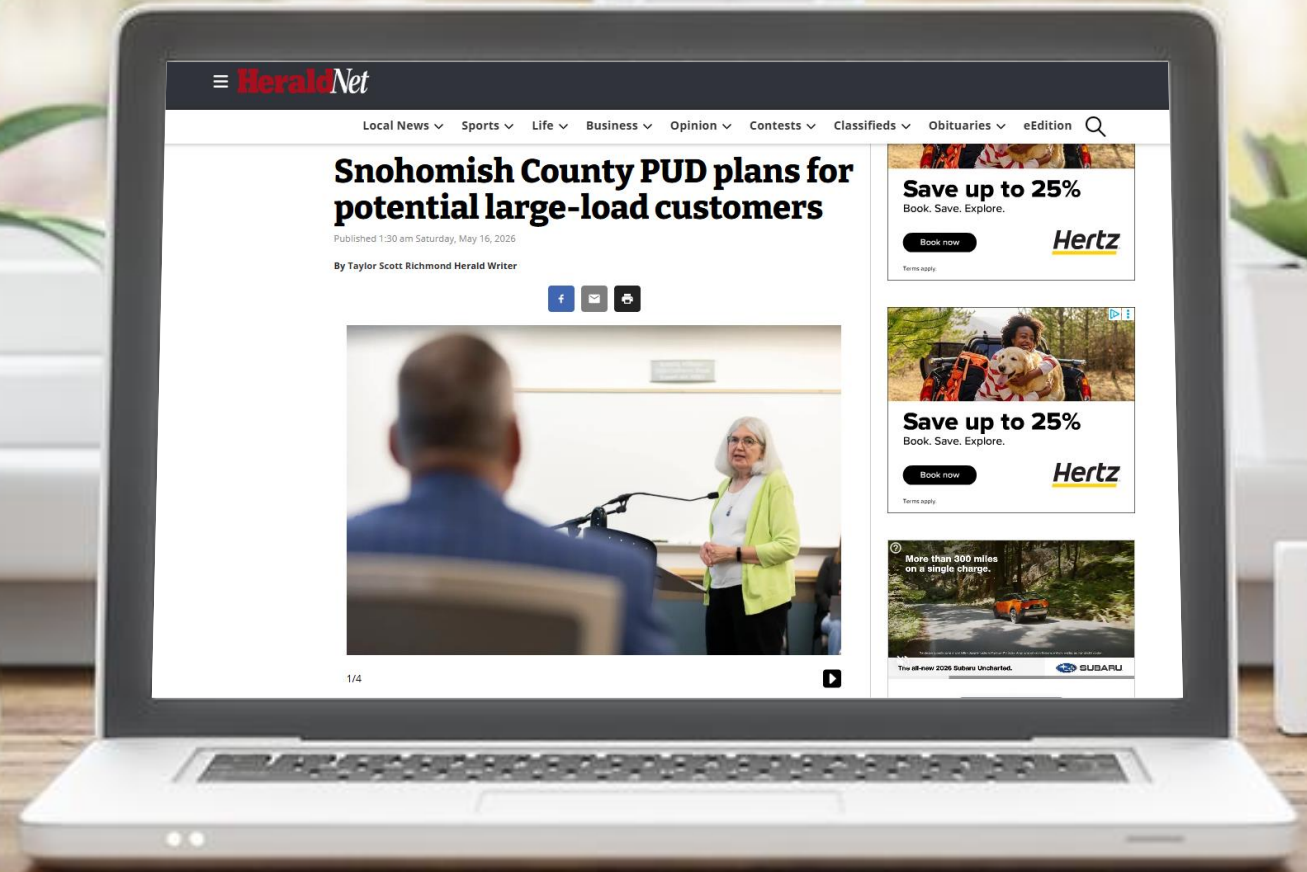 HeraldNet
Local News Sports Life Business Opinion Contests Classifieds Obituaries eEdition
Snohomish County PUD plans for
potential large-load customers
Published 1:30 am Saturday, May 16, 2026
By Taylor Scott Richmond Herald Writer
1/4
Save up to 25%
Book. Save. Explore.
Book now
Hertz
Terms apply.
Save up to 25%
Book. Save. Explore.
Book now
Hertz
Terms apply.
More than 300 miles
on a single charge.
The all-new 2026 Subaru Uncharted.
SUBARU